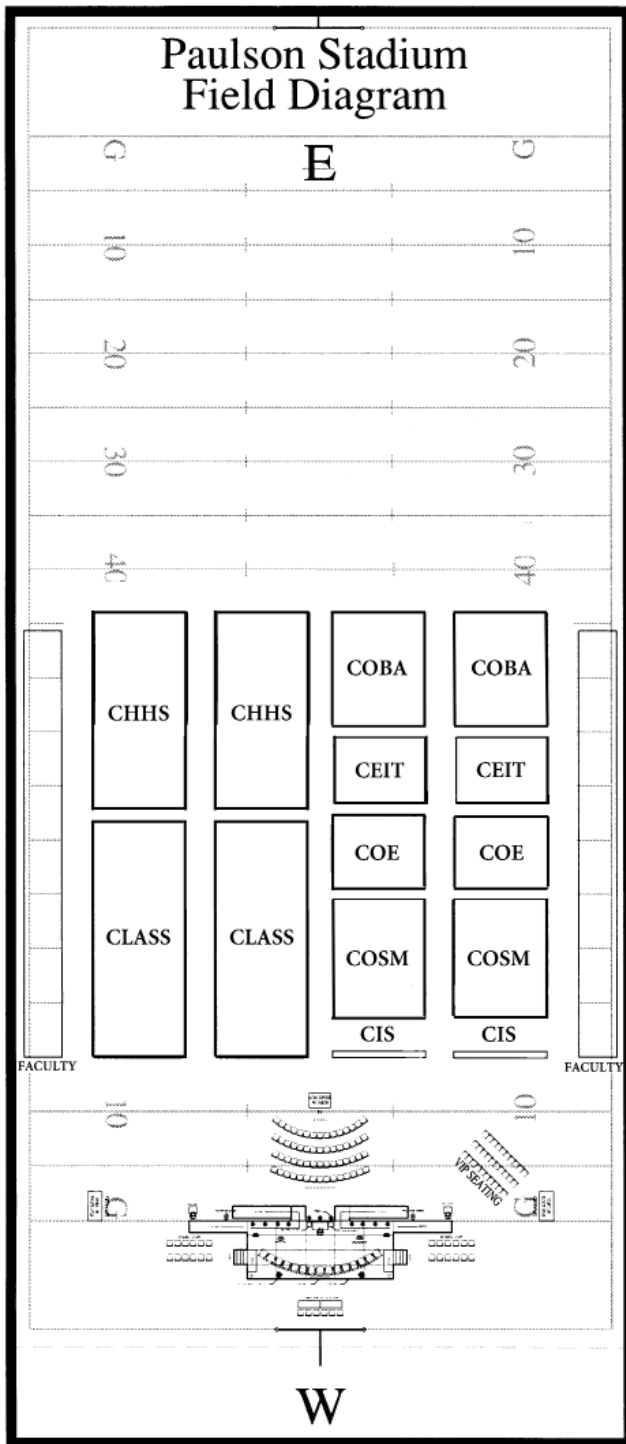 Paulson Stadium
Field Diagram
G G
E
10 10
20 20
30 30
40 40
COBA COBA
CHHS CHHS
CEIT CEIT
COE COE
CLASS CLASS
COSM COSM
CIS CIS
FACULTY FACULTY
10 10
VIP SEATING
G G
W